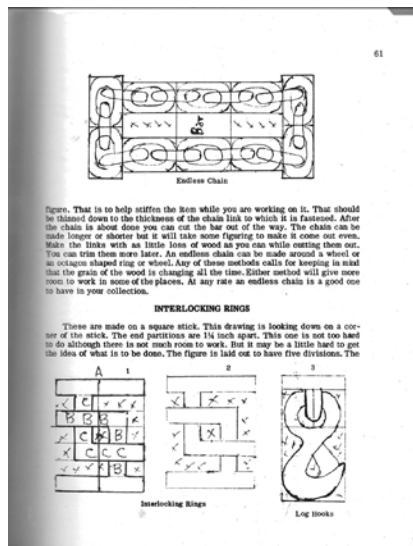 61
Bar
Endless Chain
figure. That is to help stiffen the item while you are working on it. That should
be thinned down to the thickness of the chain link to which it is fastened. After
the chain is about done you can cut the bar out of the way. The chain can be
made longer or shorter but it will take some figuring to make it come out even.
Make the links with as little loss of wood as you can while cutting them out.
You can trim them more later. An endless chain can be made around a wheel or
an octagon shaped ring or wheel. Any of these methods calls for keeping in mind
that the grain of the wood is changing all the time. Either method will give more
room to work in some of the places. At any rate an endless chain is a good one
to have in your collection.
INTERLOCKING RINGS
These are made on a square stick. This drawing is looking down on a cor-
ner of the stick. The end partitions are 1¼ inch apart. This one is not too hard
to do although there is not much room to work. But it may be a little hard to get
the idea of what is to be done. The figure is laid out to have five divisions. The
A 1 2 3
C
B B B
C B
C C C
B
Interlocking Rings
Log Hooks